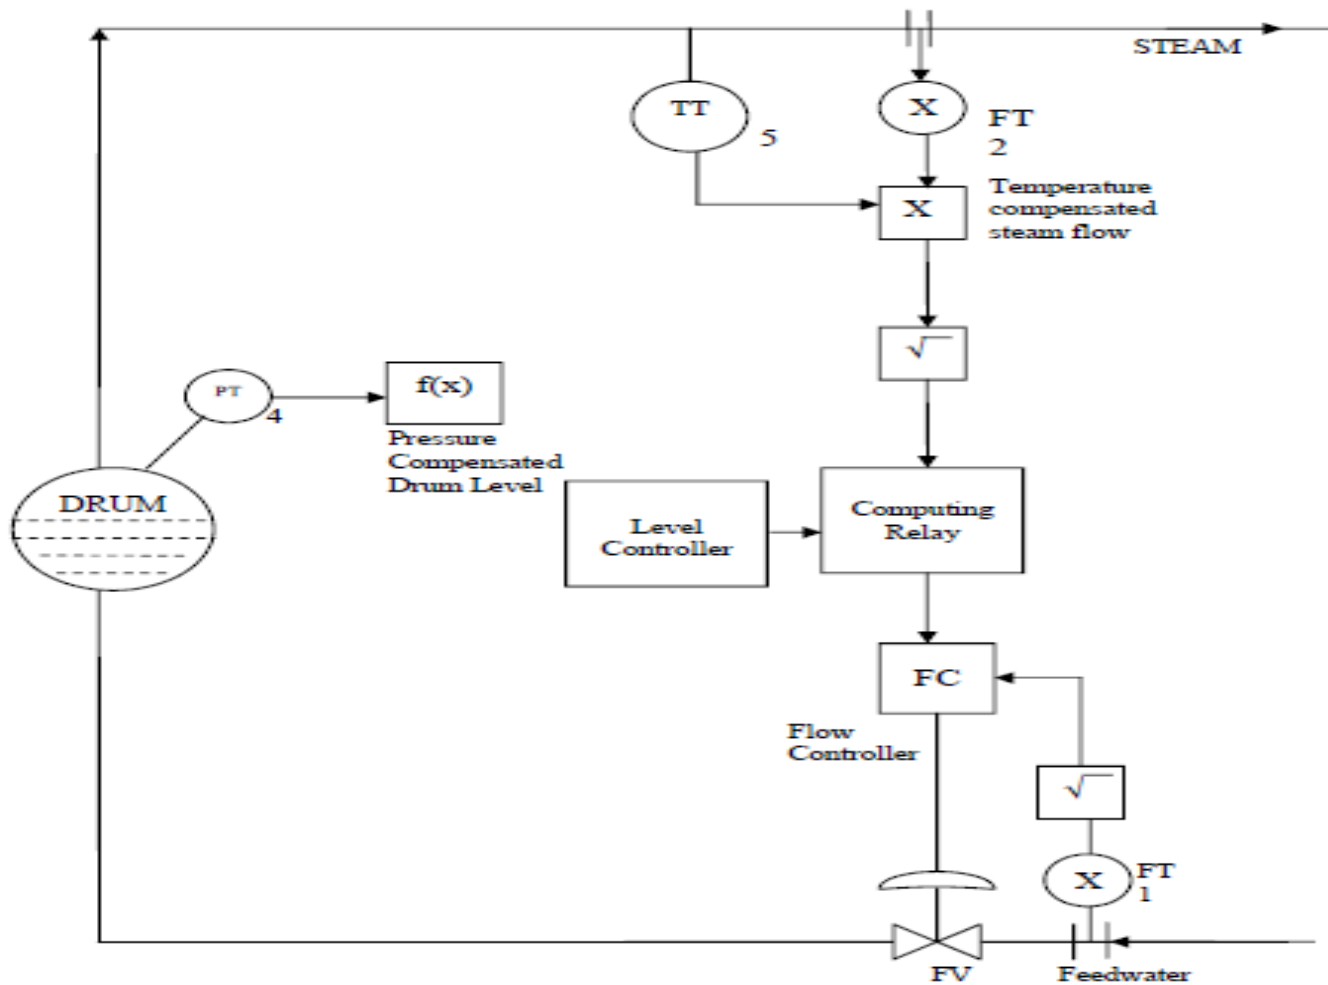 STEAM
TT
5
X
FT
2
X
Temperature
compensated
steam flow
√
PT
4
f(x)
Pressure
Compensated
Drum Level
DRUM
Level
Controller
Computing
Relay
FC
Flow
Controller
√
X
FT
1
FV
Feedwater